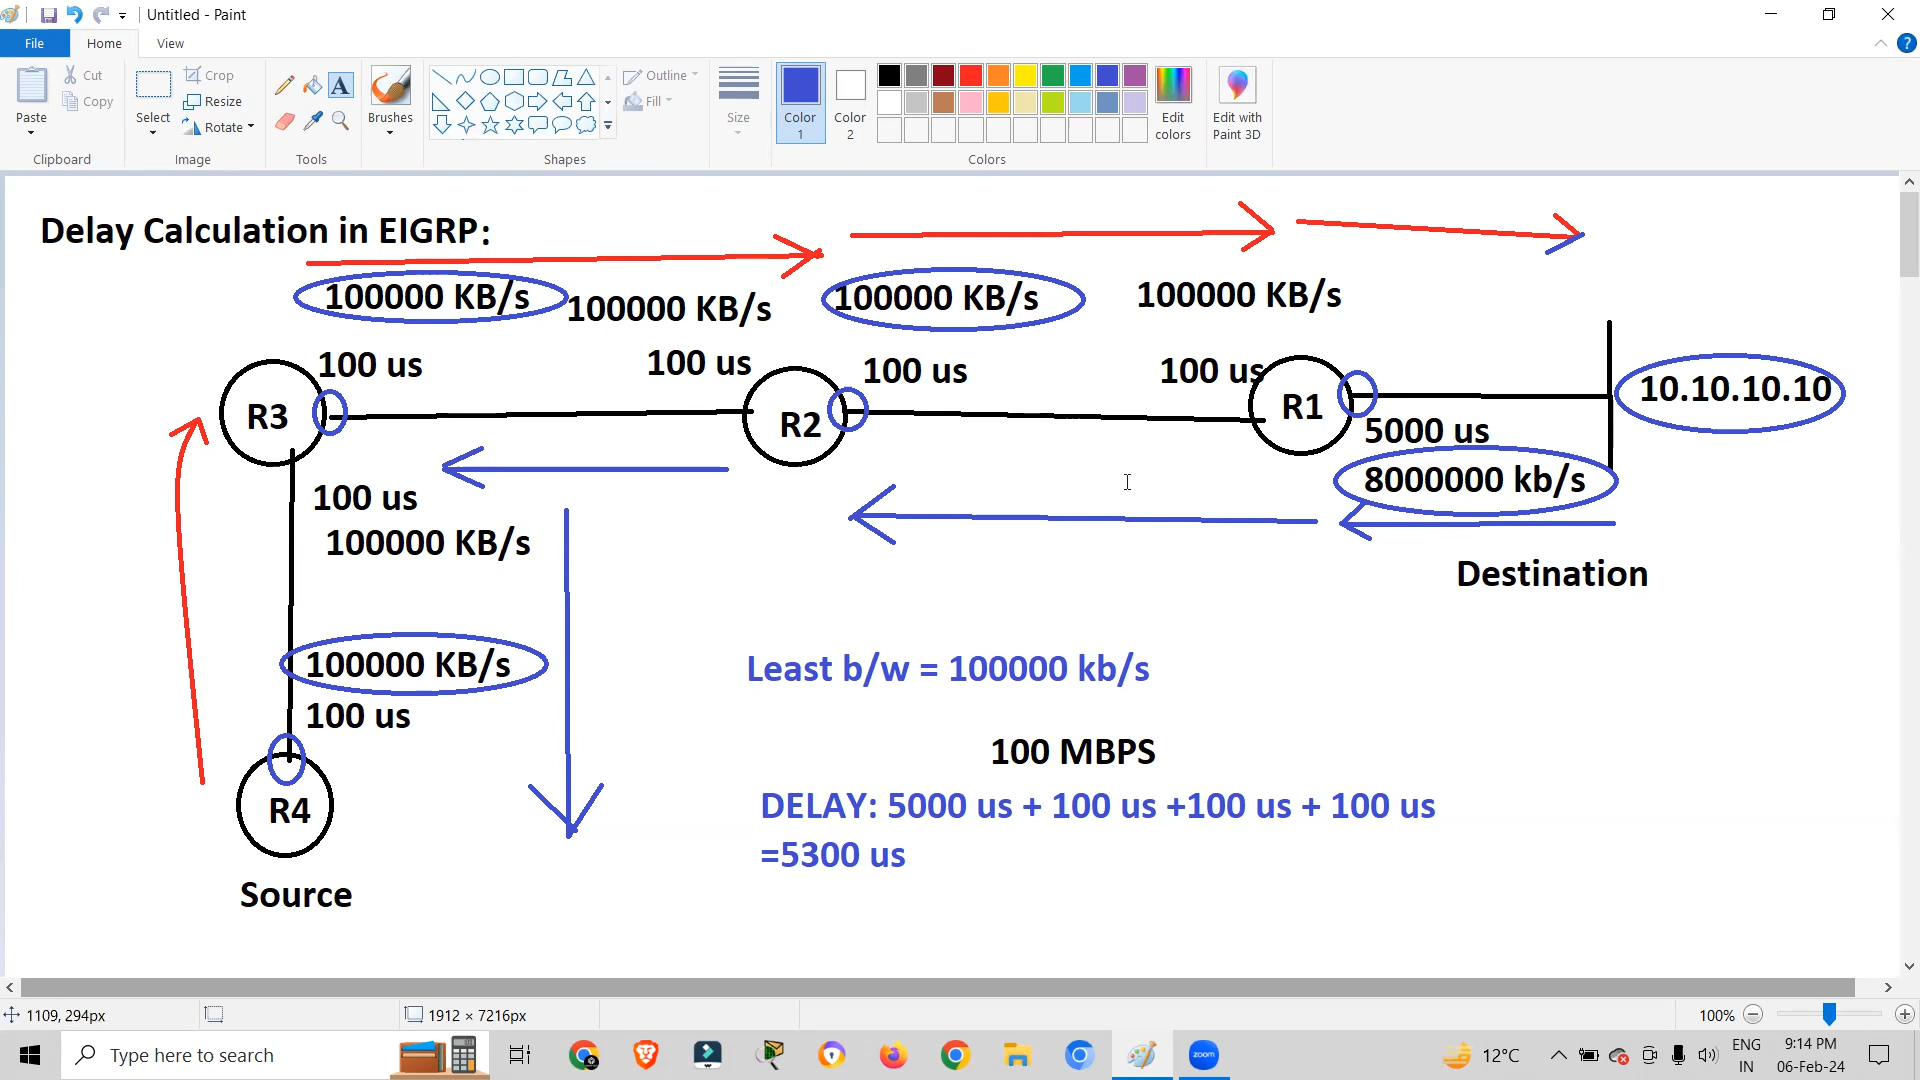 Untitled - Paint
File
Home
View
Paste
Cut
Copy
Clipboard
Select
Crop
Resize
Rotate
Image
Tools
Brushes
Outline
Fill
Shapes
Size
Color 1
Color 2
Edit colors
Edit with Paint 3D
Colors
Delay Calculation in EIGRP:
100000 KB/s
100000 KB/s
100000 KB/s
100000 KB/s
100 us
100 us
100 us
100 us
10.10.10.10
R3
R2
R1
5000 us
8000000 kb/s
100 us
100000 KB/s
Destination
100000 KB/s
100 us
Least b/w = 100000 kb/s
100 MBPS
R4
DELAY: 5000 us + 100 us +100 us + 100 us
=5300 us
Source
1109, 294px
1912 × 7216px
100%
Type here to search
zoom
12°C
ENG
IN
9:14 PM
06-Feb-24